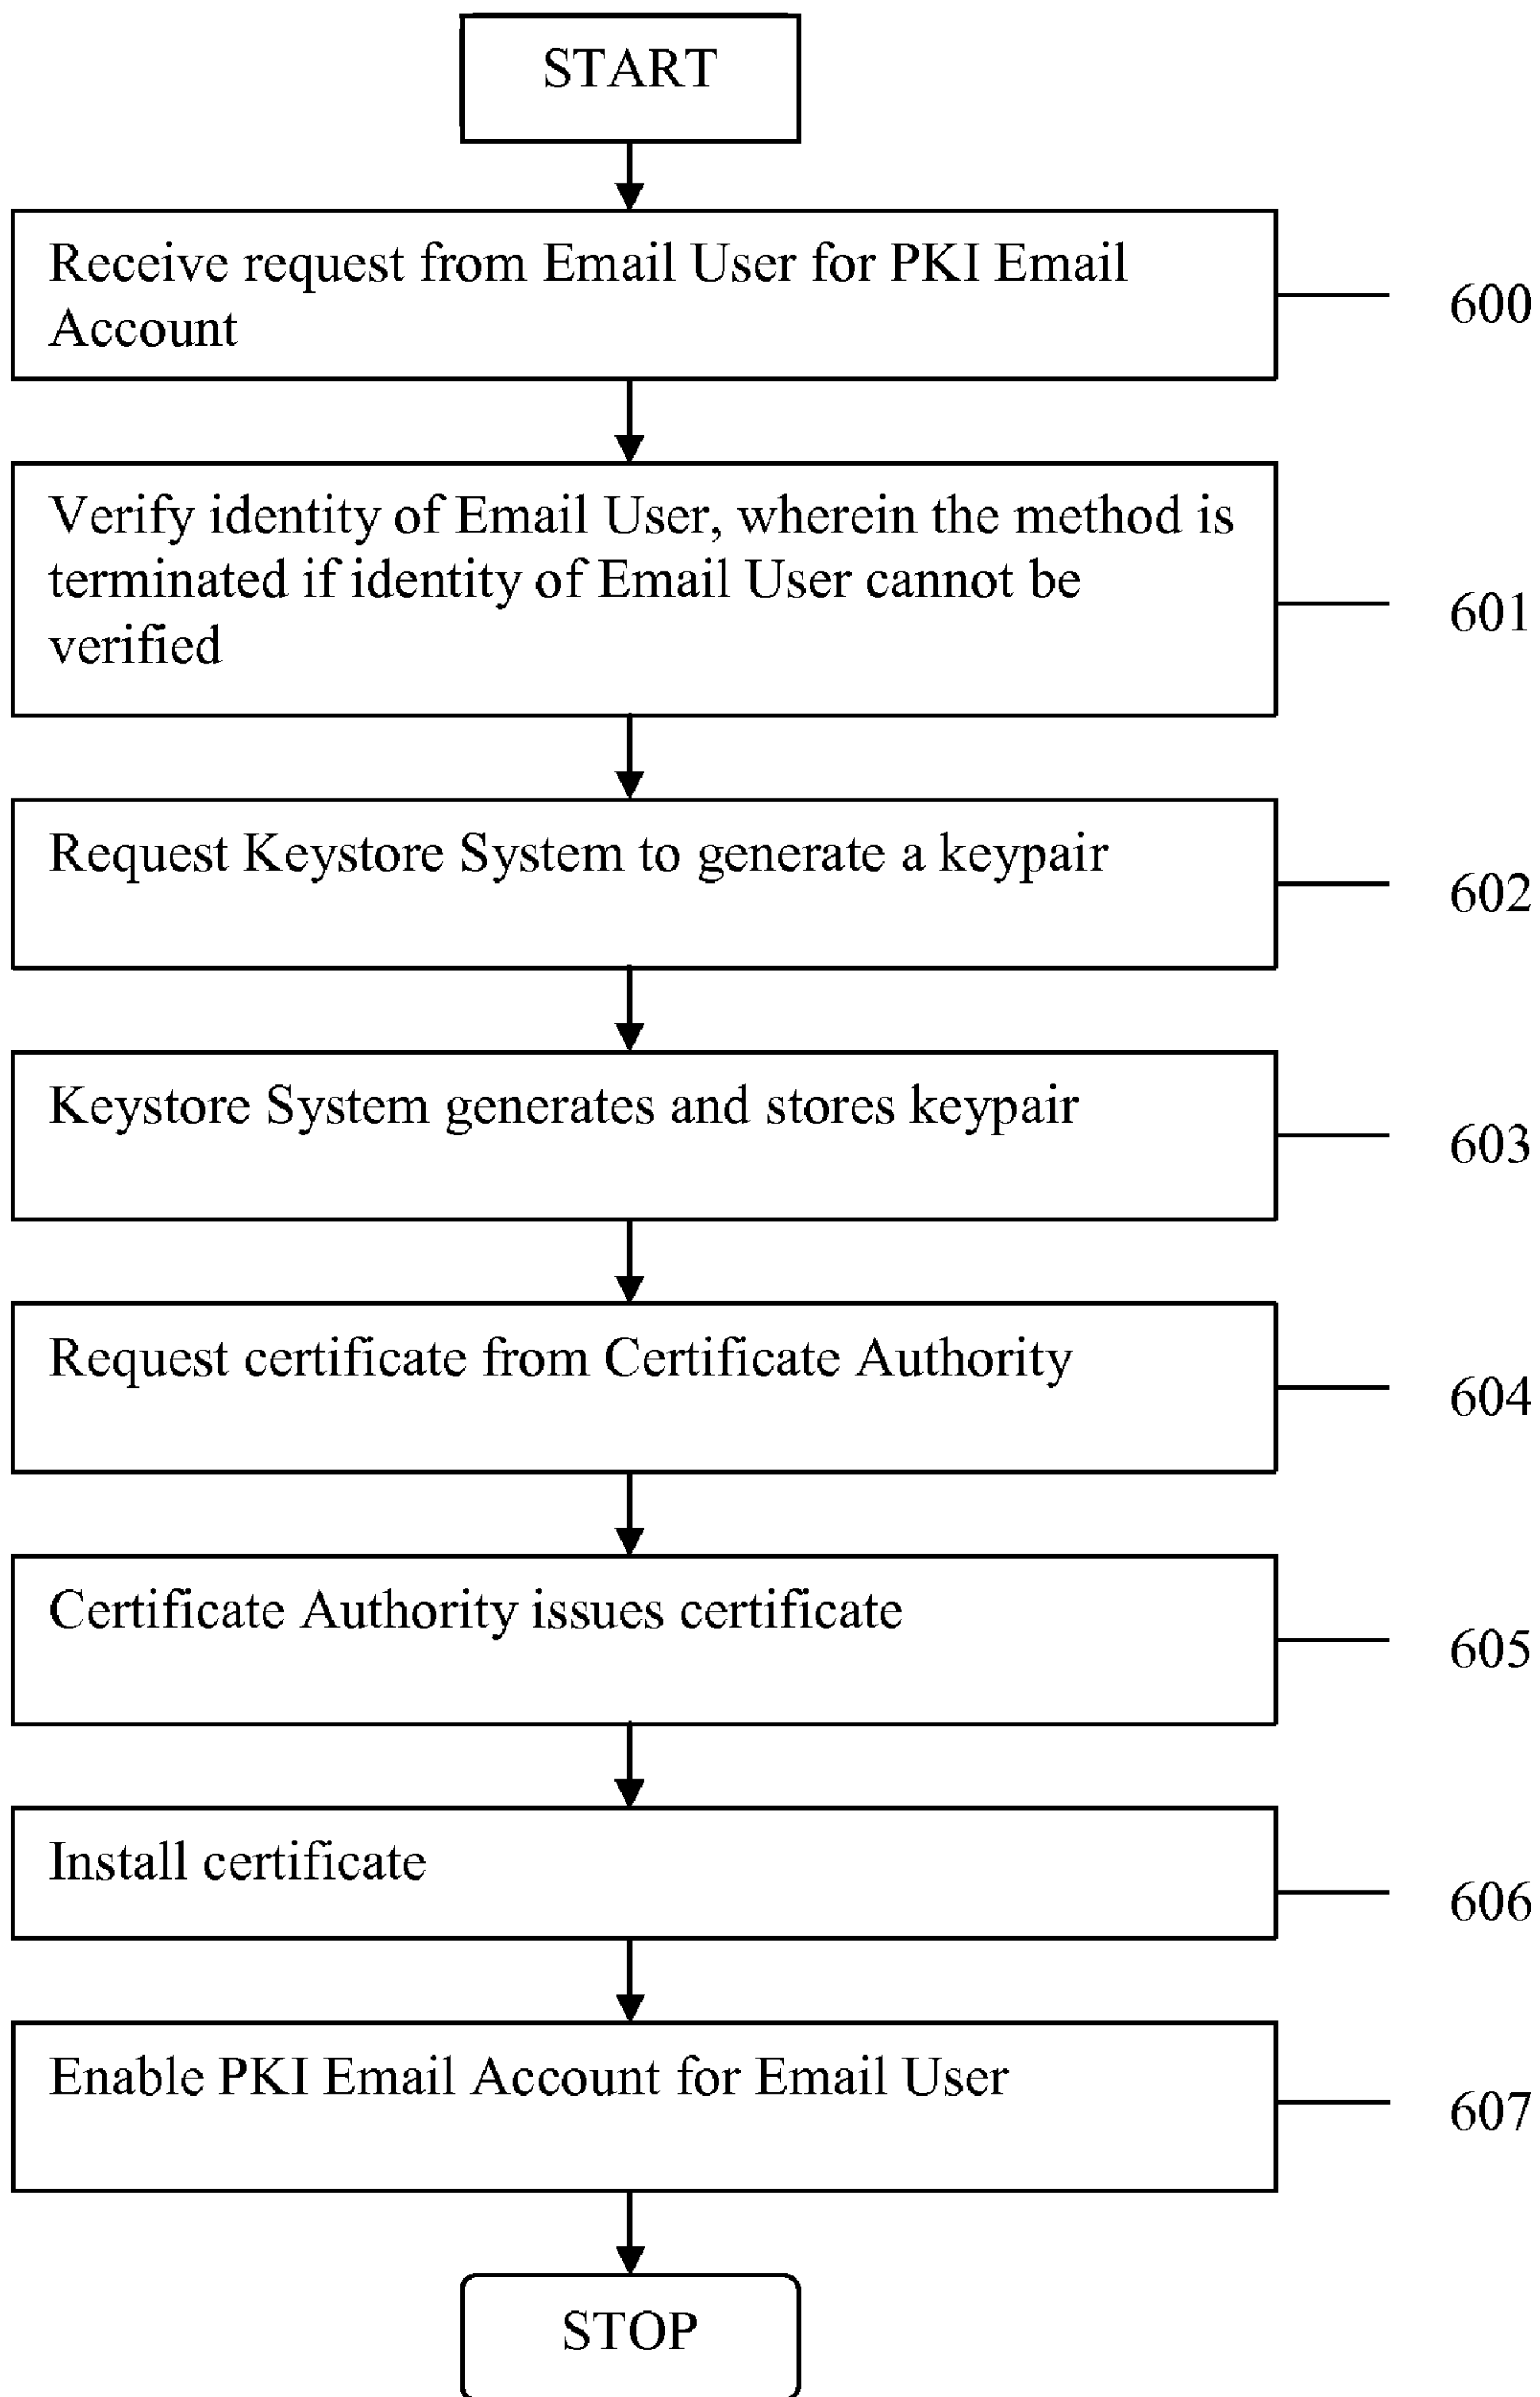 START
Receive request from Email User for PKI Email
Account
600
Verify identity of Email User, wherein the method is
terminated if identity of Email User cannot be
verified
601
Request Keystore System to generate a keypair
602
Keystore System generates and stores keypair
603
Request certificate from Certificate Authority
604
Certificate Authority issues certificate
605
Install certificate
606
Enable PKI Email Account for Email User
607
STOP